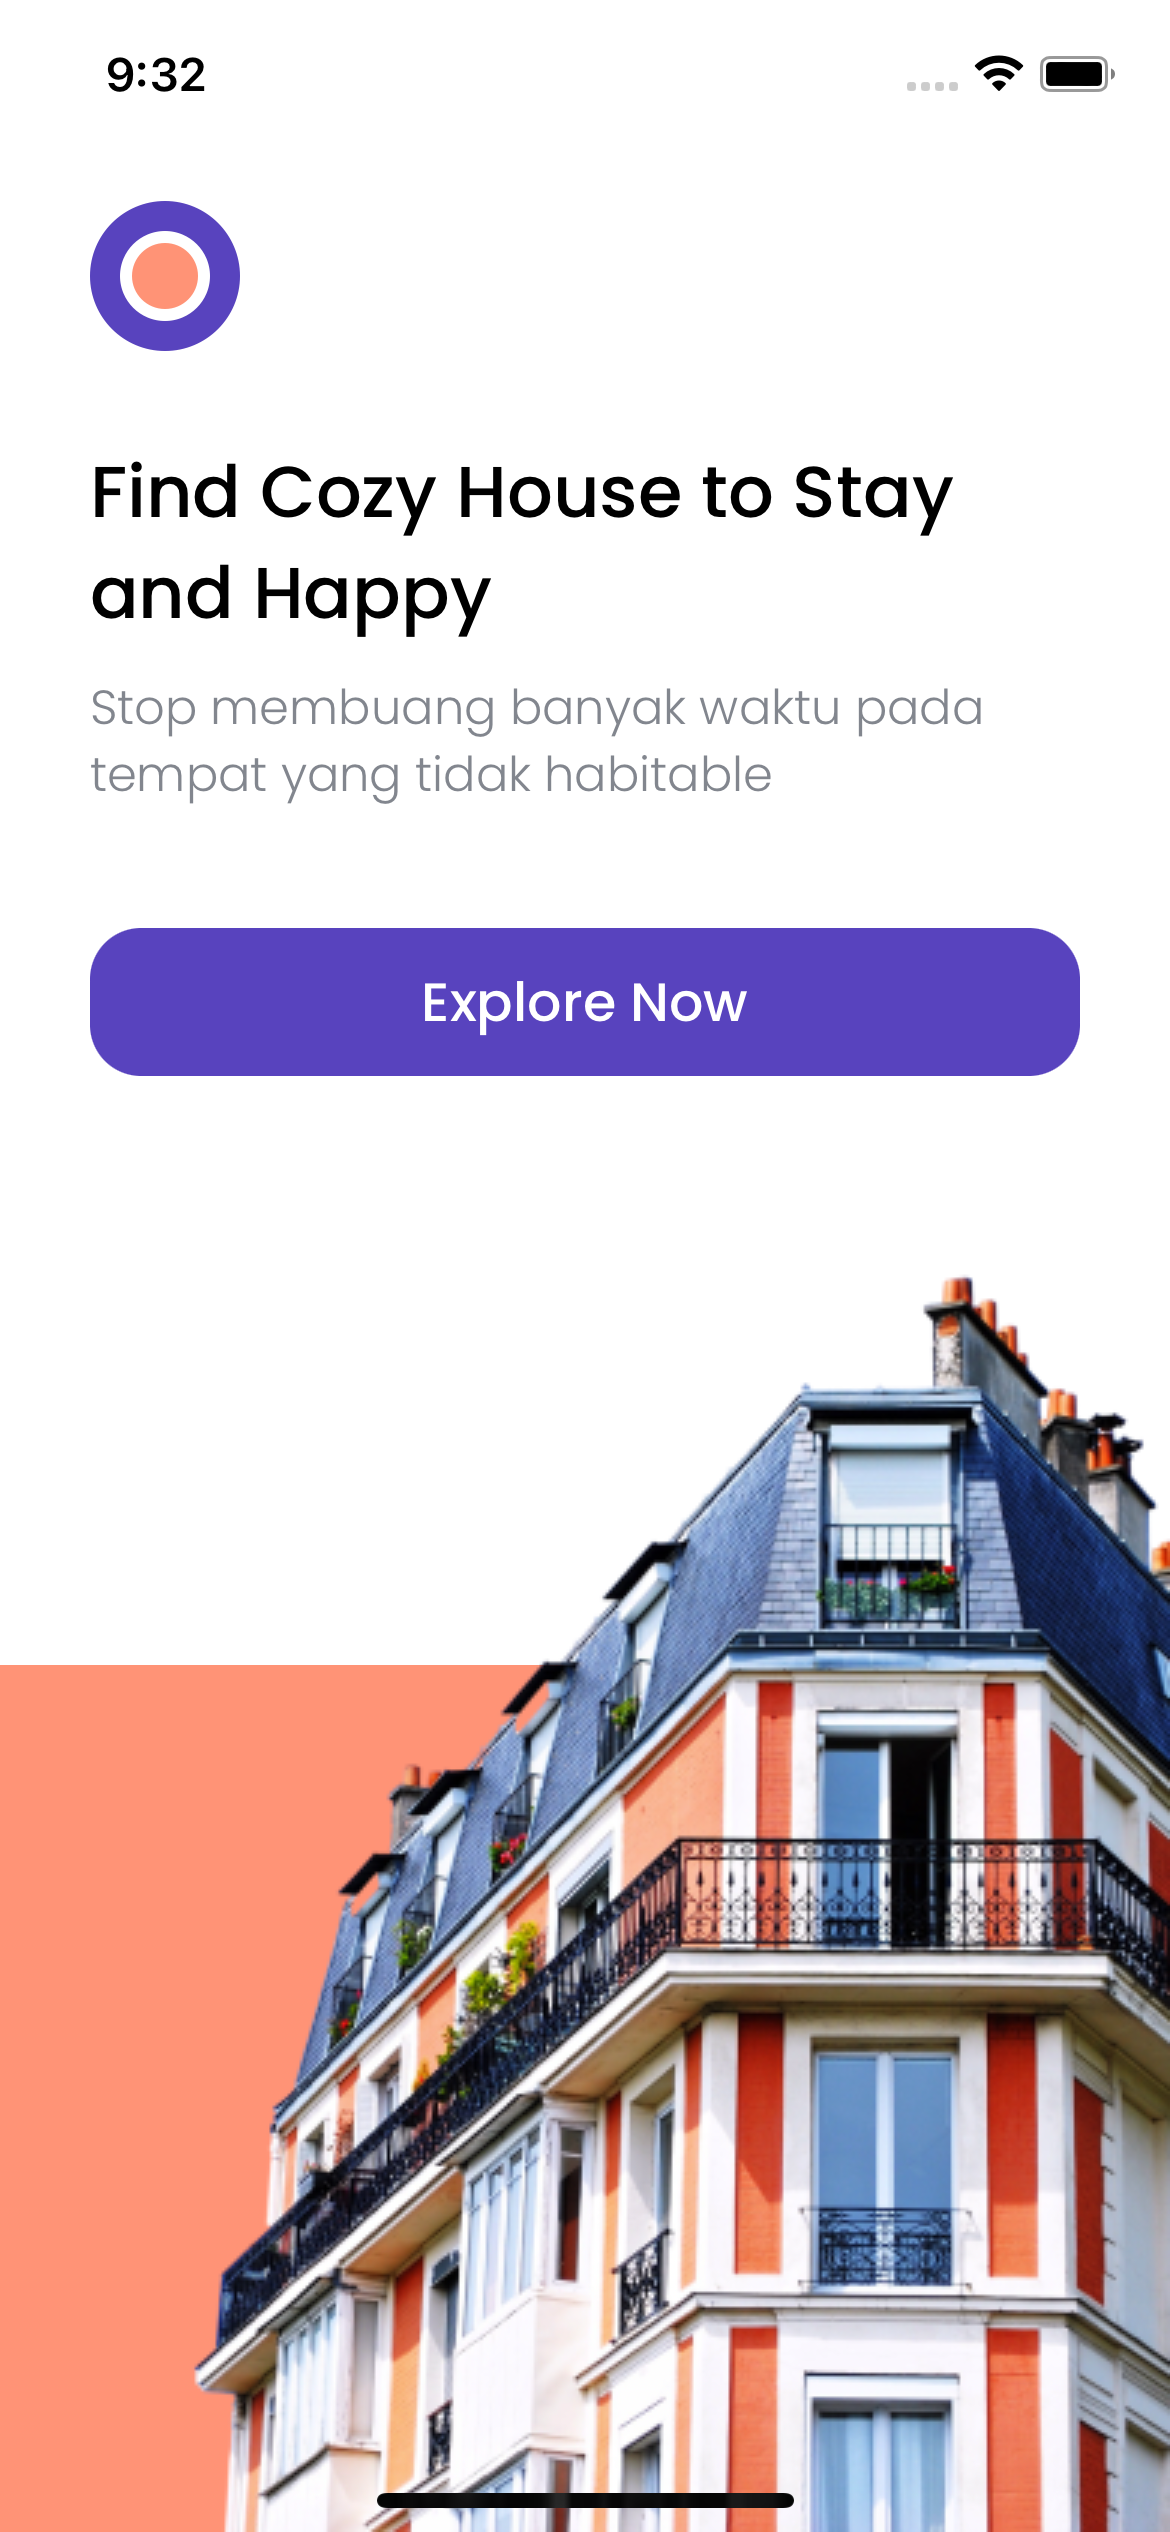 9:32
Find Cozy House to Stay
and Happy
Stop membuang banyak waktu pada
tempat yang tidak habitable
Explore Now